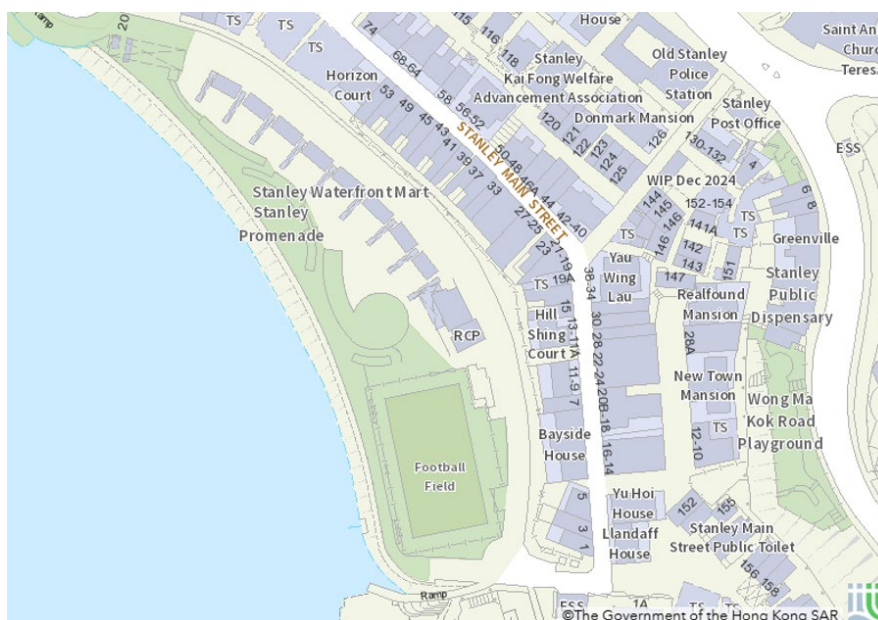 Ramp
20
TS
TS
TS
74
68-64
115
116
118
House
Stanley
Kai Fong Welfare
Advancement Association
Old Stanley
Police
Station
Saint An
Churc
Teresa
Horizon
Court
53
49
45
43
41
39
37
33
58
56-52
50-48
46A
44
42-40
STANLEY MAIN STREET
120
121
122
123
124
125
126
Donmark Mansion
Stanley
Post Office
130-132
4
ESS
WIP Dec 2024
152-154
144
145
146
146
141A
142
143
147
151
TS
TS
TS
6
8
Greenville
Stanley Waterfront Mart
Stanley
Promenade
27-25
23
21-19
19A
TS
38-34
Yau
Wing
Lau
Realfound
Mansion
Stanley
Public
Dispensary
RCP
Hill
Shing
Court
15
13-11A
11-9
7
30
28
22-24
20B-18
16-14
28A
New Town
Mansion
12-10
TS
Wong Ma
Kok Road
Playground
Bayside
House
Football
Field
5
3
1
Yu Hoi
House
Llandaff
House
152
155
Stanley Main
Street Public Toilet
156
158
Ramp
ESS
1A
TS
TS
©The Government of the Hong Kong SAR